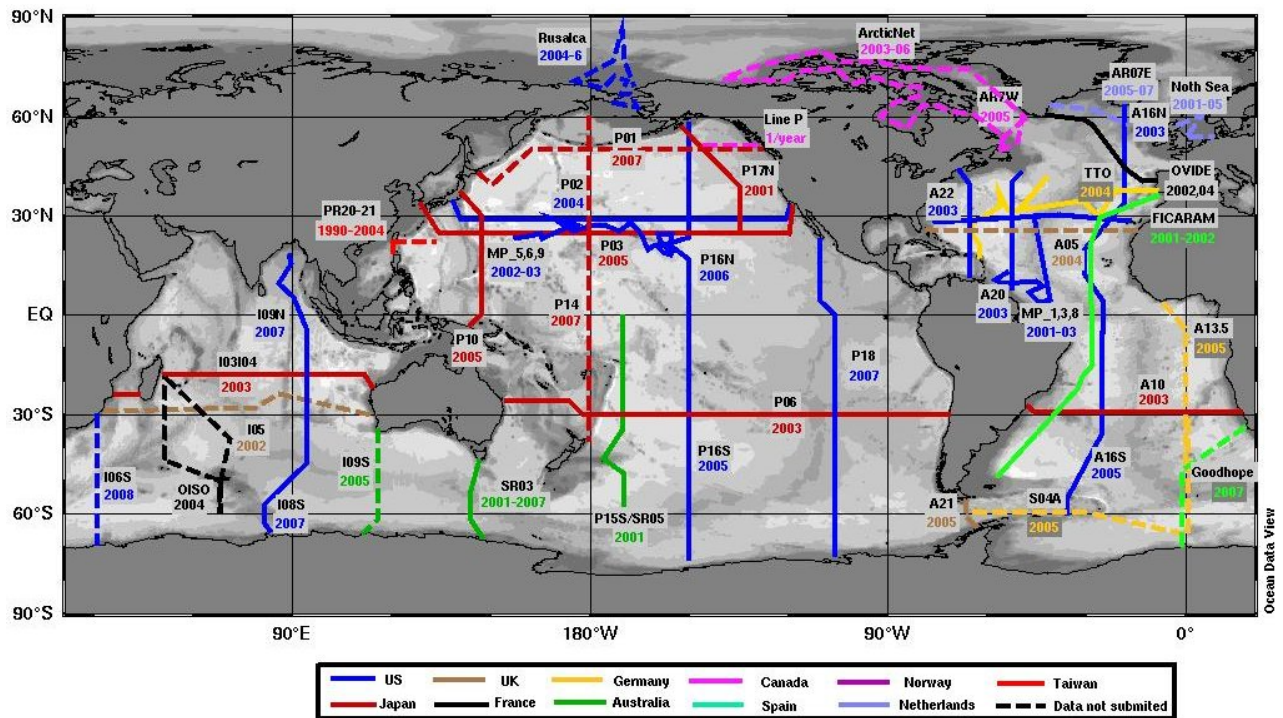 90°N
60°N
30°N
EQ
30°S
60°S
90°S
90°E
180°W
90°W
0°
Rusalca
2004-6
ArcticNet
2003-06
AR07E
2005-07
Noth Sea
2001-05
AR7W
2005
A16N
2003
Line P
1/year
P01
2007
P17N
2001
P02
2004
TTO
2004
OVIDE
2002,04
A22
2003
PR20-21
1990-2004
FICARAM
2001-2002
MP_5,6,9
2002-03
P03
2005
P16N
2006
A05
2004
A20
2003
MP_1,3,8
2001-03
I09N
2007
P14
2007
P10
2005
A13.5
2005
P18
2007
I03I04
2003
P06
2003
A10
2003
I05
2002
I09S
2005
P16S
2005
A16S
2005
I06S
2008
OISO
2004
I08S
2007
SR03
2001-2007
P15S/SR05
2001
A21
2005
S04A
2005
Goodhope
2007
Ocean Data View
US
UK
Germany
Canada
Norway
Taiwan
Japan
France
Australia
Spain
Netherlands
Data not submited